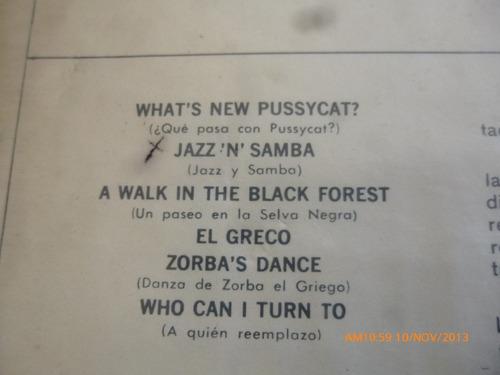 WHAT'S NEW PUSSYCAT?
(¿Qué pasa con Pussycat?)
JAZZ 'N' SAMBA
(Jazz y Samba)
A WALK IN THE BLACK FOREST
(Un paseo en la Selva Negra)
EL GRECO
ZORBA'S DANCE
(Danza de Zorba el Griego)
WHO CAN I TURN TO
(A quién reemplazo)
AM10:59 10/NOV/2013